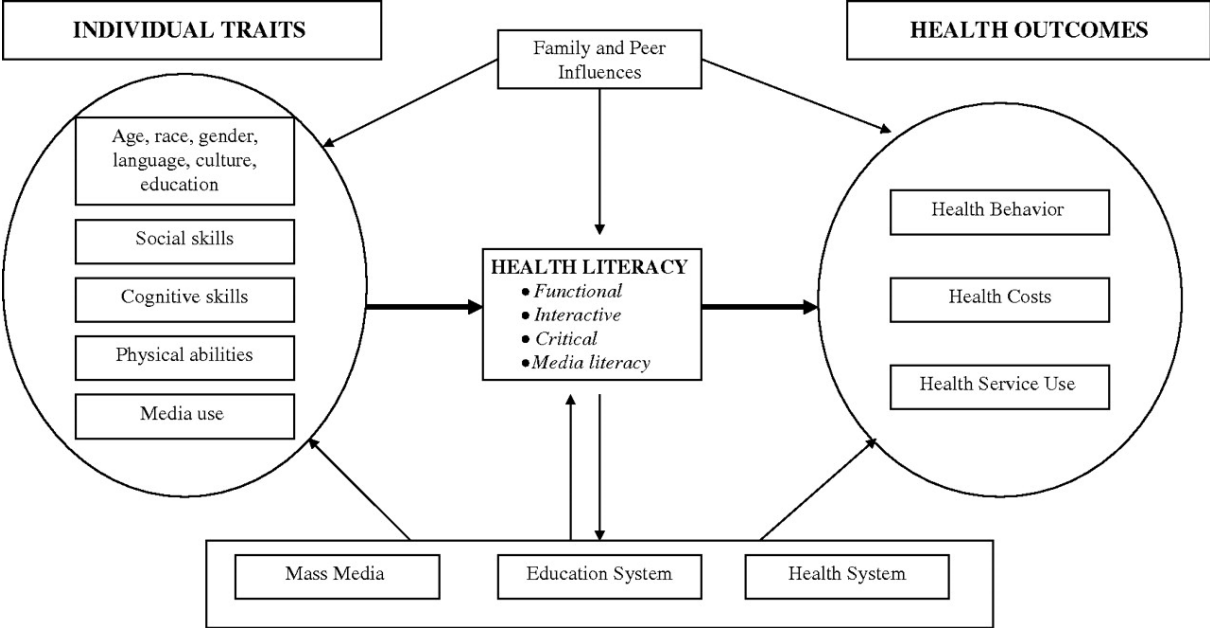 INDIVIDUAL TRAITS
Family and Peer
Influences
HEALTH OUTCOMES
Age, race, gender,
language, culture,
education
Social skills
Cognitive skills
Physical abilities
Media use
HEALTH LITERACY
• Functional
• Interactive
• Critical
• Media literacy
Health Behavior
Health Costs
Health Service Use
Mass Media
Education System
Health System